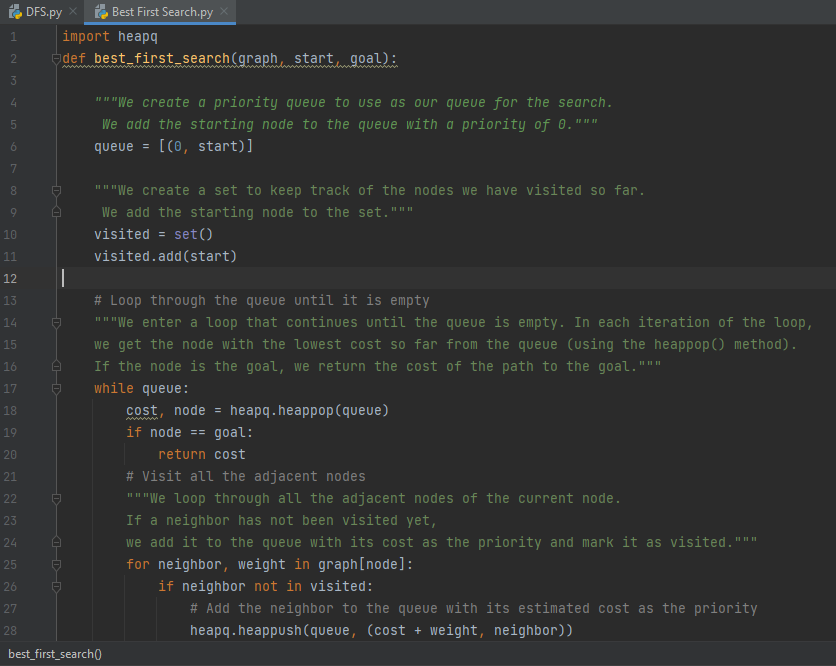 DFS.py × Best First Search.py ×
1 import heapq
2 def best_first_search(graph, start, goal):
3
4 """We create a priority queue to use as our queue for the search.
5 We add the starting node to the queue with a priority of 0."""
6 queue = [(0, start)]
7
8 """We create a set to keep track of the nodes we have visited so far.
9 We add the starting node to the set."""
10 visited = set()
11 visited.add(start)
12
13 # Loop through the queue until it is empty
14 """We enter a loop that continues until the queue is empty. In each iteration of the loop,
15 we get the node with the lowest cost so far from the queue (using the heappop() method).
16 If the node is the goal, we return the cost of the path to the goal."""
17 while queue:
18 cost, node = heapq.heappop(queue)
19 if node == goal:
20 return cost
21 # Visit all the adjacent nodes
22 """We loop through all the adjacent nodes of the current node.
23 If a neighbor has not been visited yet,
24 we add it to the queue with its cost as the priority and mark it as visited."""
25 for neighbor, weight in graph[node]:
26 if neighbor not in visited:
27 # Add the neighbor to the queue with its estimated cost as the priority
28 heapq.heappush(queue, (cost + weight, neighbor))
best_first_search()